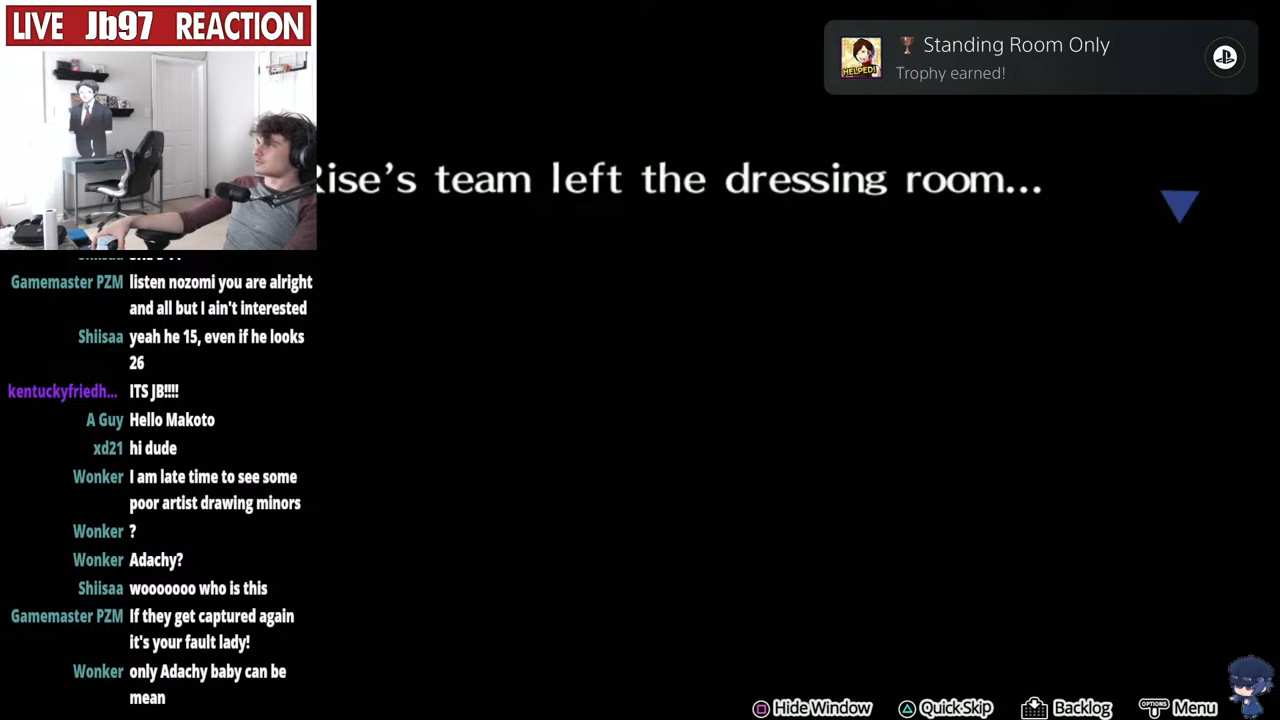 LIVE Jb97 REACTION
Standing Room Only
HELPED!
Trophy earned!
Rise's team left the dressing room...
Gamemaster PZM listen nozomi you are alright
and all but I ain't interested
Shiisaa yeah he 15, even if he looks
26
kentuckyfriedh... ITS JB!!!!
A Guy Hello Makoto
xd21 hi dude
Wonker I am late time to see some
poor artist drawing minors
Wonker ?
Wonker Adachy?
Shiisaa wooooooo who is this
Gamemaster PZM If they get captured again
it's your fault lady!
Wonker only Adachy baby can be
mean
Hide Window Quick Skip Backlog OPTIONS Menu